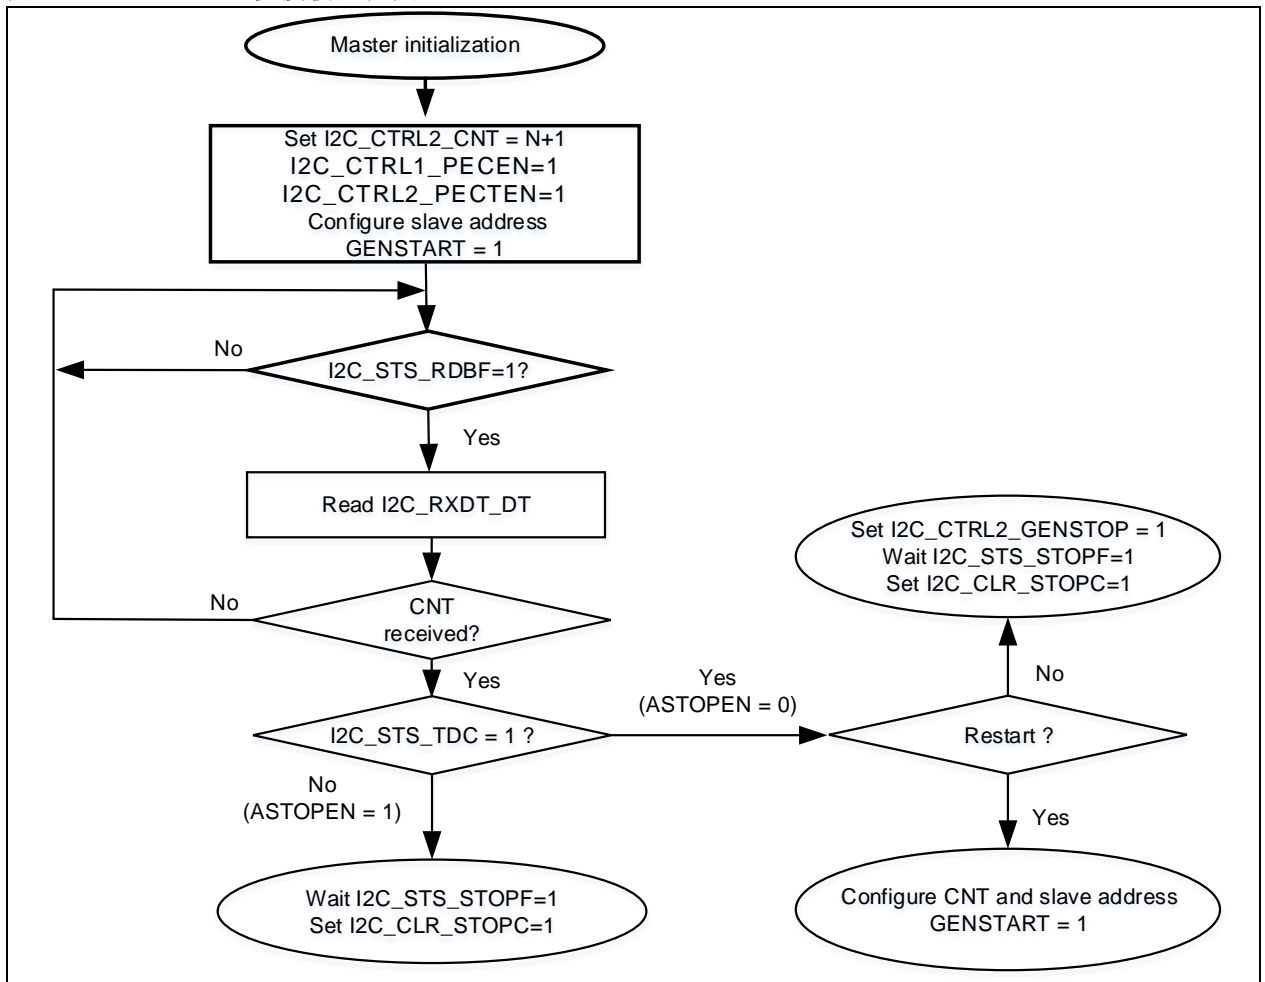 Master initialization
Set I2C_CTRL2_CNT = N+1
I2C_CTRL1_PECEN=1
I2C_CTRL2_PECTEN=1
Configure slave address
GENSTART = 1
No
I2C_STS_RDBF=1?
Yes
Read I2C_RXDT_DT
No
CNT
received?
Yes
I2C_STS_TDC = 1 ?
Yes
(ASTOPEN = 0)
No
(ASTOPEN = 1)
Wait I2C_STS_STOPF=1
Set I2C_CLR_STOPC=1
Restart ?
No
Set I2C_CTRL2_GENSTOP = 1
Wait I2C_STS_STOPF=1
Set I2C_CLR_STOPC=1
Yes
Configure CNT and slave address
GENSTART = 1